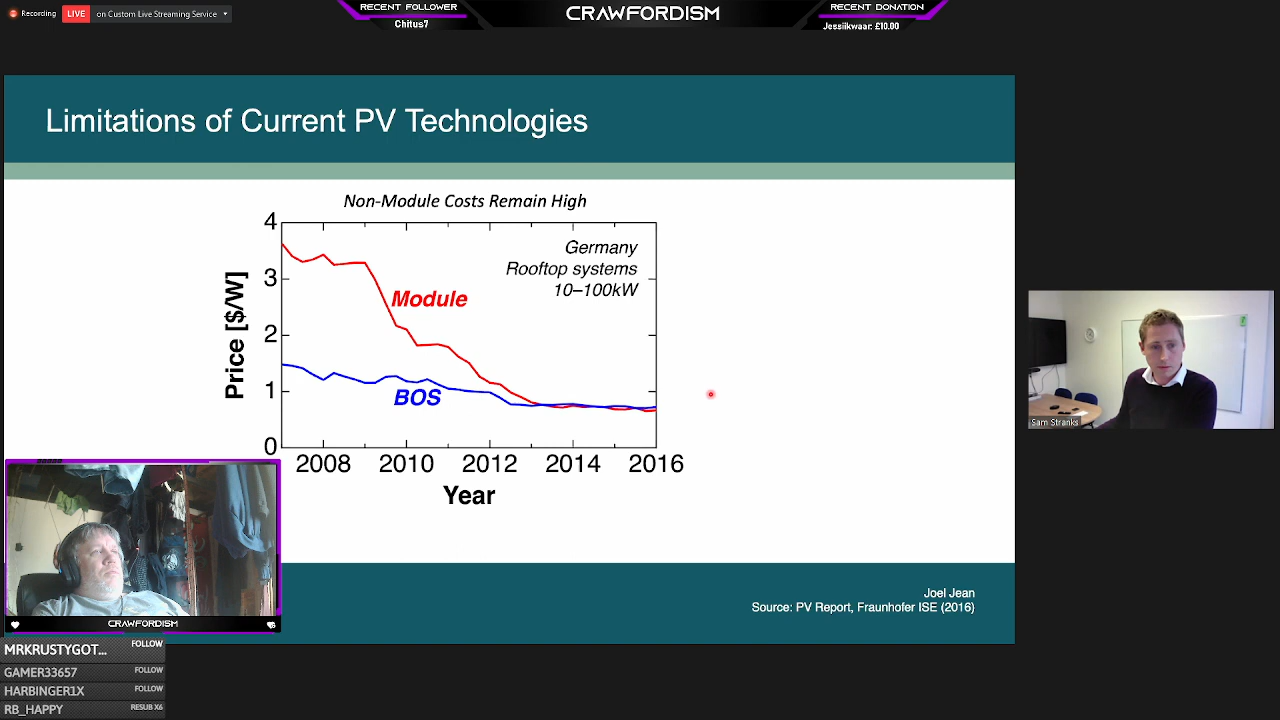 Recording
LIVE
on Custom Live Streaming Service
RECENT FOLLOWER
Chitus7
CRAWFORDISM
RECENT DONATION
Jessiikwaar: £10.00
Limitations of Current PV Technologies
Non-Module Costs Remain High
Germany
Rooftop systems
10–100kW
Module
BOS
Price [$/W]
4
3
2
1
0
2008 2010 2012 2014 2016
Year
Sam Stranks
Joel Jean
Source: PV Report, Fraunhofer ISE (2016)
CRAWFORDISM
MRKRUSTYGOT... FOLLOW
GAMER33657 FOLLOW
HARBINGER1X FOLLOW
RB_HAPPY RESUB X6